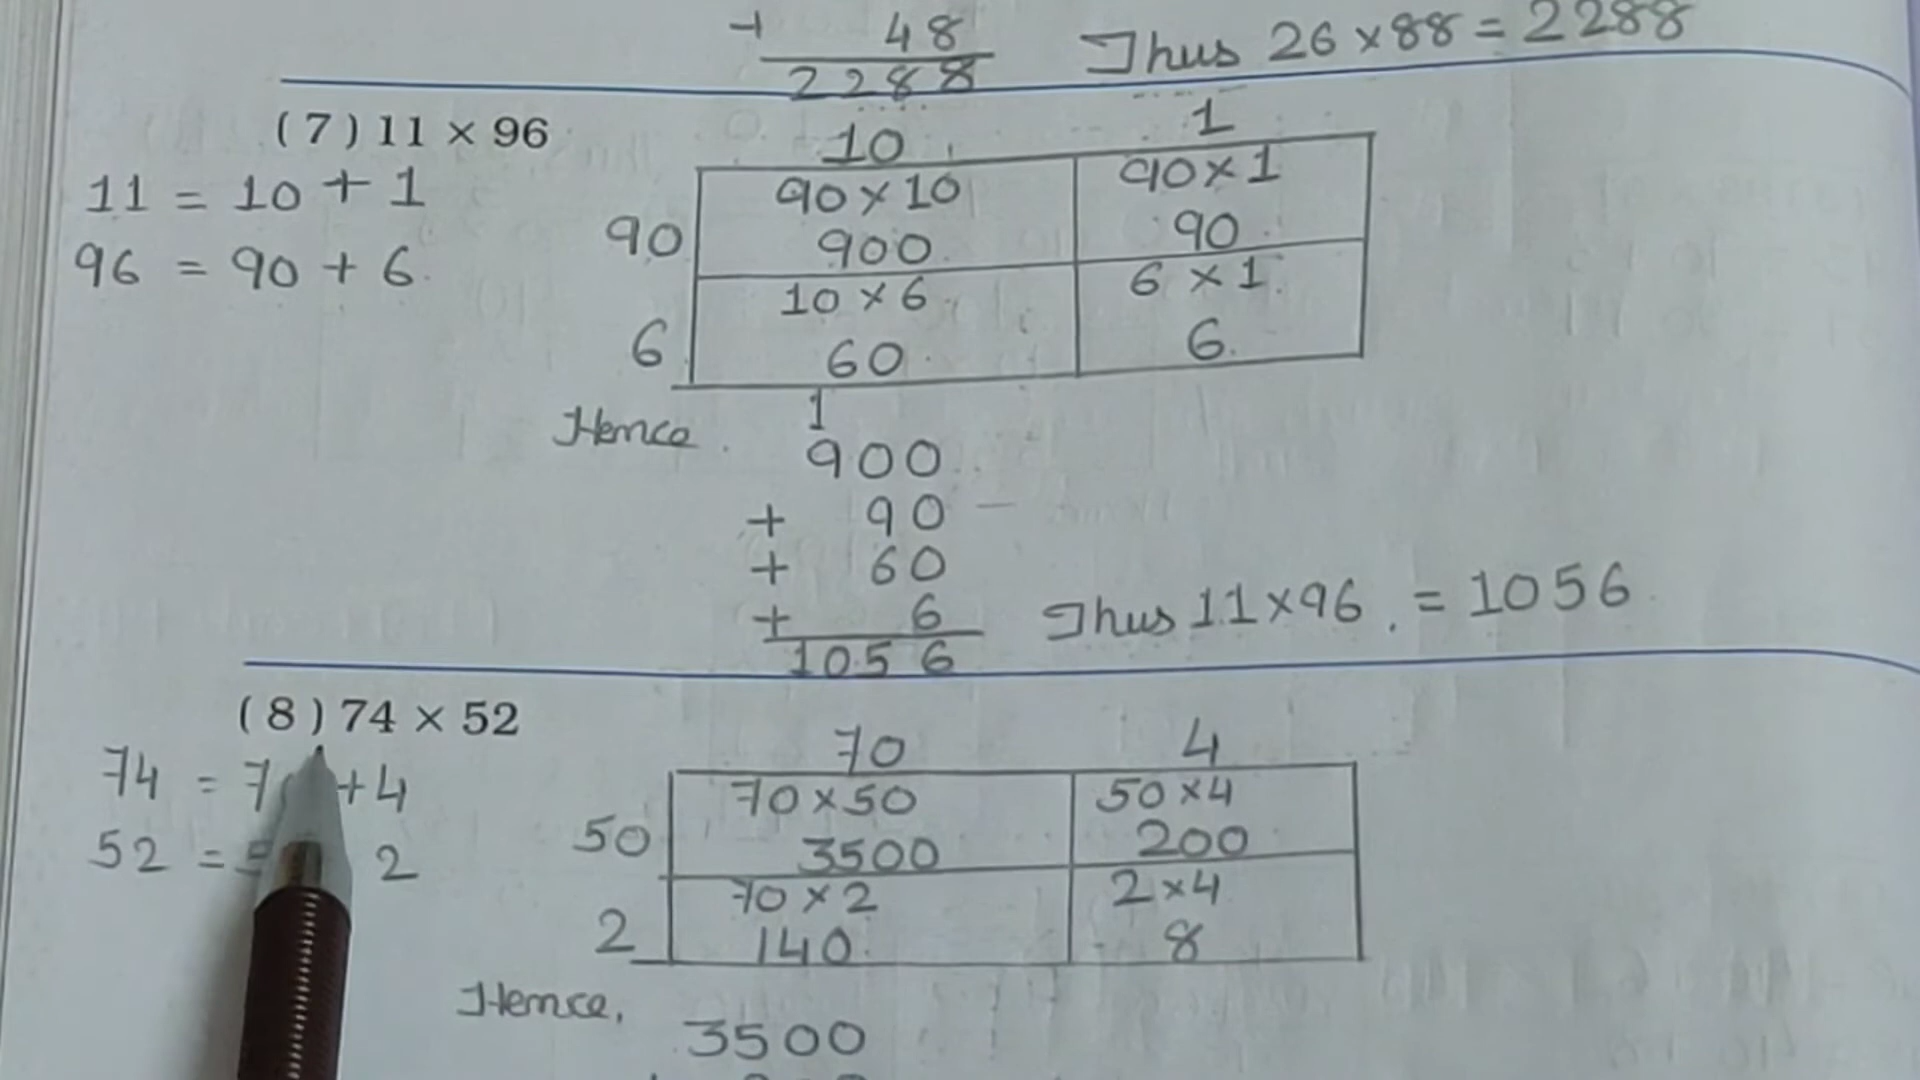 + 48
2288
Thus 26 × 88 = 2288
(7) 11 × 96
11 = 10 + 1
96 = 90 + 6
10 1
90 × 10 90 × 1
90 900 90
10 × 6 6 × 1
6 60 6
Hence
1
900
+ 90
+ 60
+ 6
1056
Thus 11 × 96 = 1056
(8) 74 × 52
74 = 7 + 4
52 = 2
70 4
70 × 50 50 × 4
50 3500 200
70 × 2 2 × 4
2 140 8
Hence,
3500